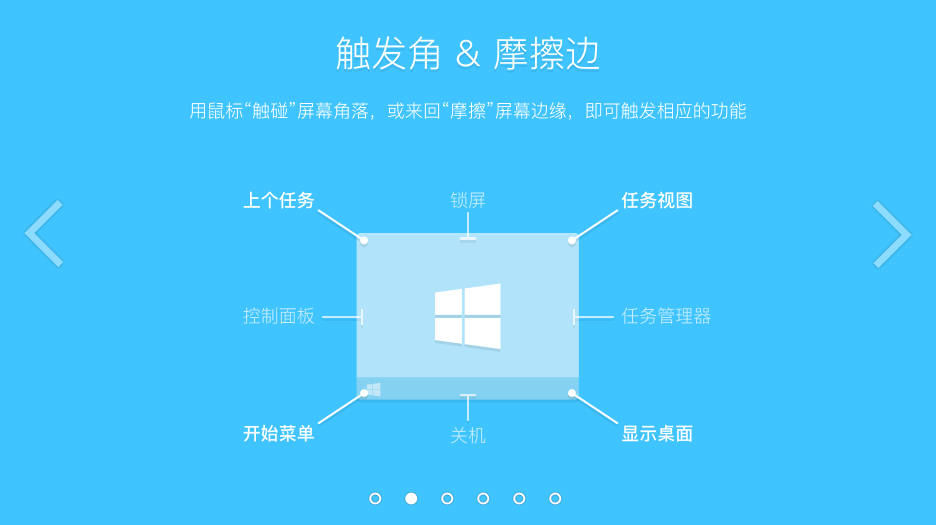 触发角 & 摩擦边
用鼠标“触碰”屏幕角落，或来回“摩擦”屏幕边缘，即可触发相应的功能
上个任务
锁屏
任务视图
控制面板
任务管理器
开始菜单
关机
显示桌面